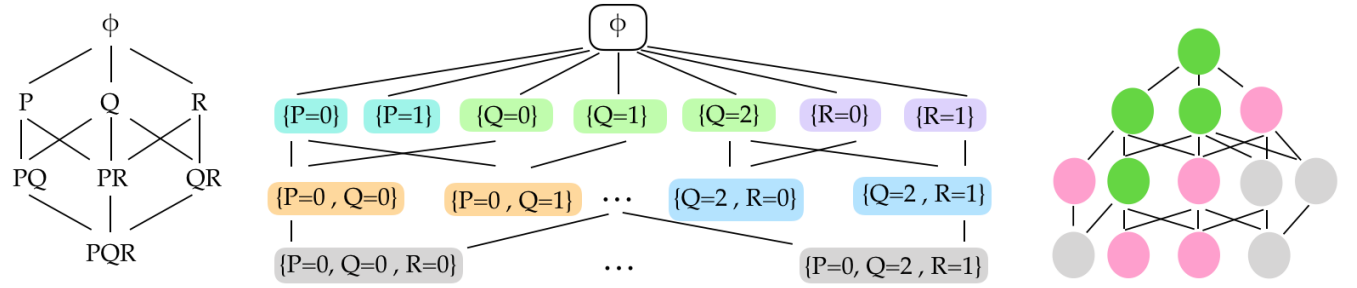 ϕ
P Q R
PQ PR QR
PQR
ϕ
{P=0} {P=1} {Q=0} {Q=1} {Q=2} {R=0} {R=1}
{P=0 , Q=0} {P=0 , Q=1} ... {Q=2 , R=0} {Q=2 , R=1}
{P=0, Q=0 , R=0} ... {P=0, Q=2 , R=1}